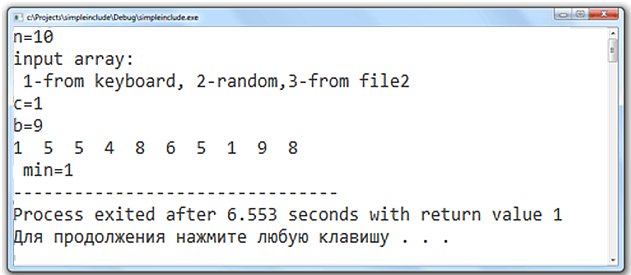 c:\Projects\simpleinclude\Debug\simpleinclude.exe
n=10
input array:
 1-from keyboard, 2-random,3-from file2
c=1
b=9
1  5  5  4  8  6  5  1  9  8
 min=1
--------------------------------
Process exited after 6.553 seconds with return value 1
Для продолжения нажмите любую клавишу . . .